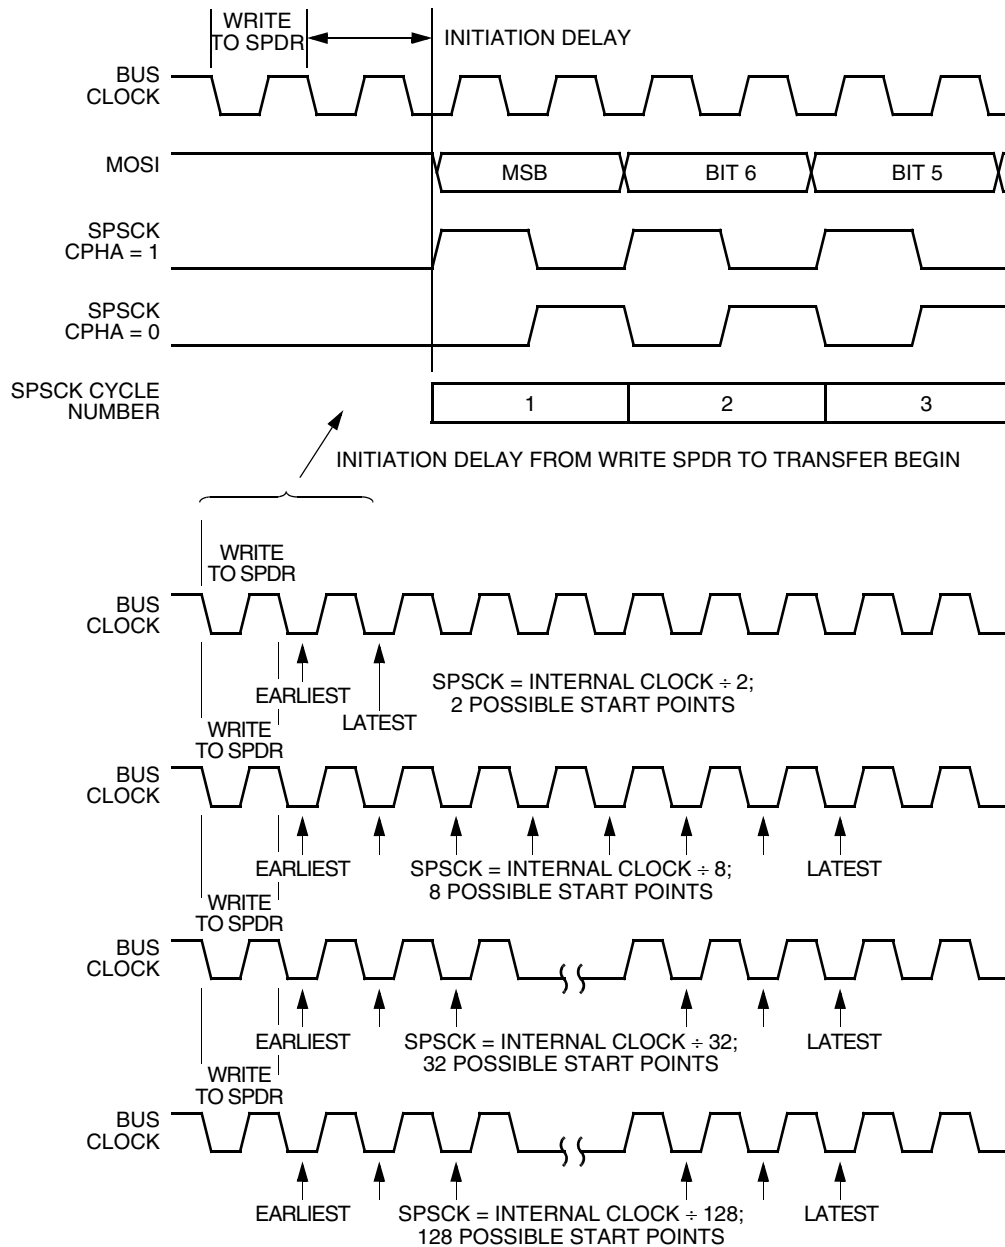 WRITE
TO SPDR
INITIATION DELAY
BUS
CLOCK
MOSI
MSB
BIT 6
BIT 5
SPSCK
CPHA = 1
SPSCK
CPHA = 0
SPSCK CYCLE
NUMBER
1
2
3
INITIATION DELAY FROM WRITE SPDR TO TRANSFER BEGIN
WRITE
TO SPDR
BUS
CLOCK
EARLIEST
LATEST
SPSCK = INTERNAL CLOCK ÷ 2;
2 POSSIBLE START POINTS
WRITE
TO SPDR
BUS
CLOCK
EARLIEST
SPSCK = INTERNAL CLOCK ÷ 8;
8 POSSIBLE START POINTS
LATEST
WRITE
TO SPDR
BUS
CLOCK
EARLIEST
SPSCK = INTERNAL CLOCK ÷ 32;
32 POSSIBLE START POINTS
LATEST
WRITE
TO SPDR
BUS
CLOCK
EARLIEST
SPSCK = INTERNAL CLOCK ÷ 128;
128 POSSIBLE START POINTS
LATEST